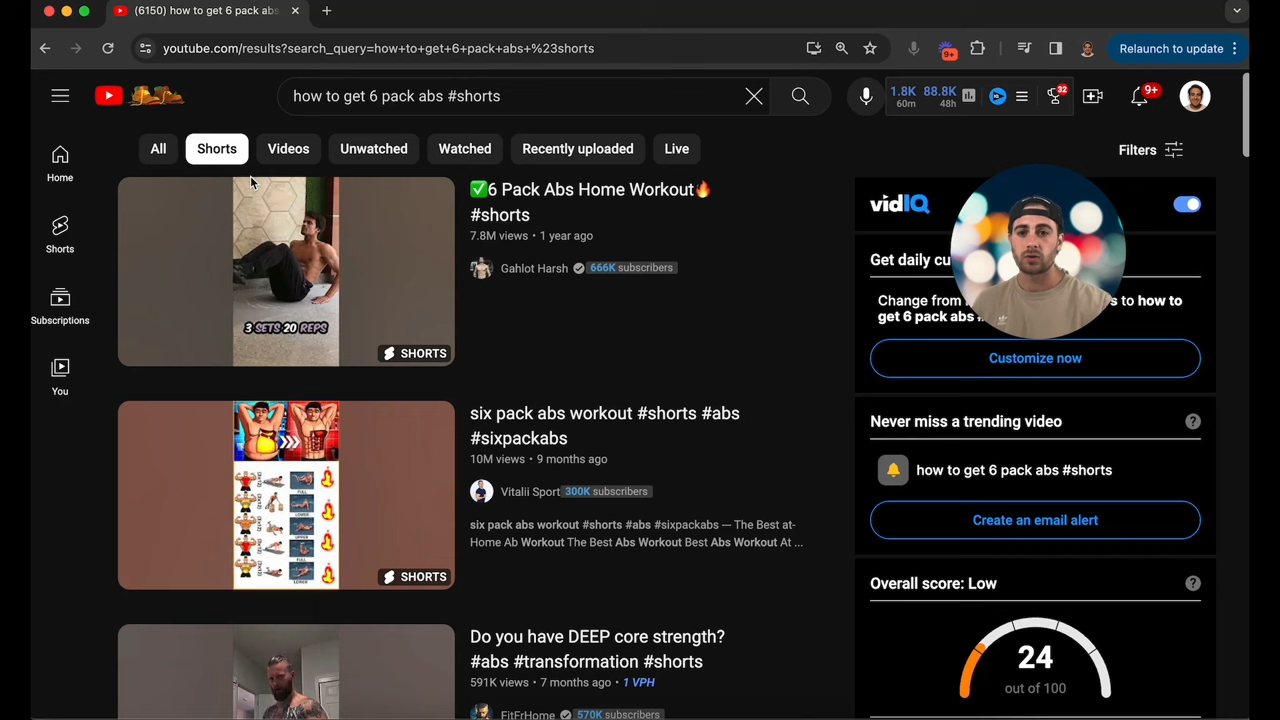 (6150) how to get 6 pack abs
youtube.com/results?search_query=how+to+get+6+pack+abs+%23shorts
9+
Relaunch to update
how to get 6 pack abs #shorts
1.8K 88.8K
60m 48h
32
9+
All
Shorts
Videos
Unwatched
Watched
Recently uploaded
Live
Filters
Home
Shorts
Subscriptions
You
3 SETS 20 REPS
SHORTS
✅6 Pack Abs Home Workout🔥
#shorts
7.8M views • 1 year ago
Gahlot Harsh 666K subscribers
FULL
LOWER
UPPER
FULL
LOWER
SHORTS
six pack abs workout #shorts #abs
#sixpackabs
10M views • 9 months ago
Vitalii Sport 300K subscribers
six pack abs workout #shorts #abs #sixpackabs — The Best at-
Home Ab Workout The Best Abs Workout Best Abs Workout At ...
Do you have DEEP core strength?
#abs #transformation #shorts
591K views • 7 months ago • 1 VPH
FitFrHome 570K subscribers
vidIQ
Get daily
Change from
to how to
get 6 pack abs
Customize now
Never miss a trending video
how to get 6 pack abs #shorts
Create an email alert
Overall score: Low
24
out of 100